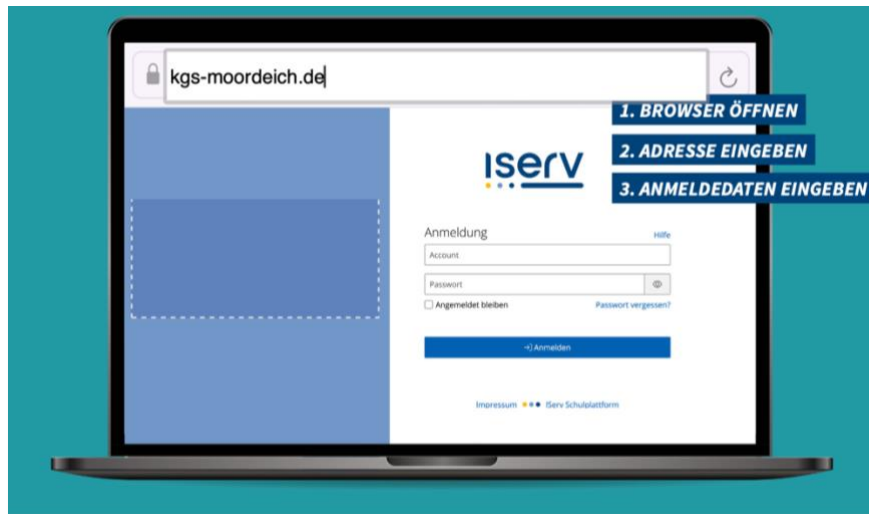 kgs-moordeich.de
1. BROWSER ÖFFNEN
2. ADRESSE EINGEBEN
3. ANMELDEDATEN EINGEBEN
IServ
Anmeldung
Hilfe
Account
Passwort
Angemeldet bleiben
Passwort vergessen?
Anmelden
Impressum
IServ Schulplattform